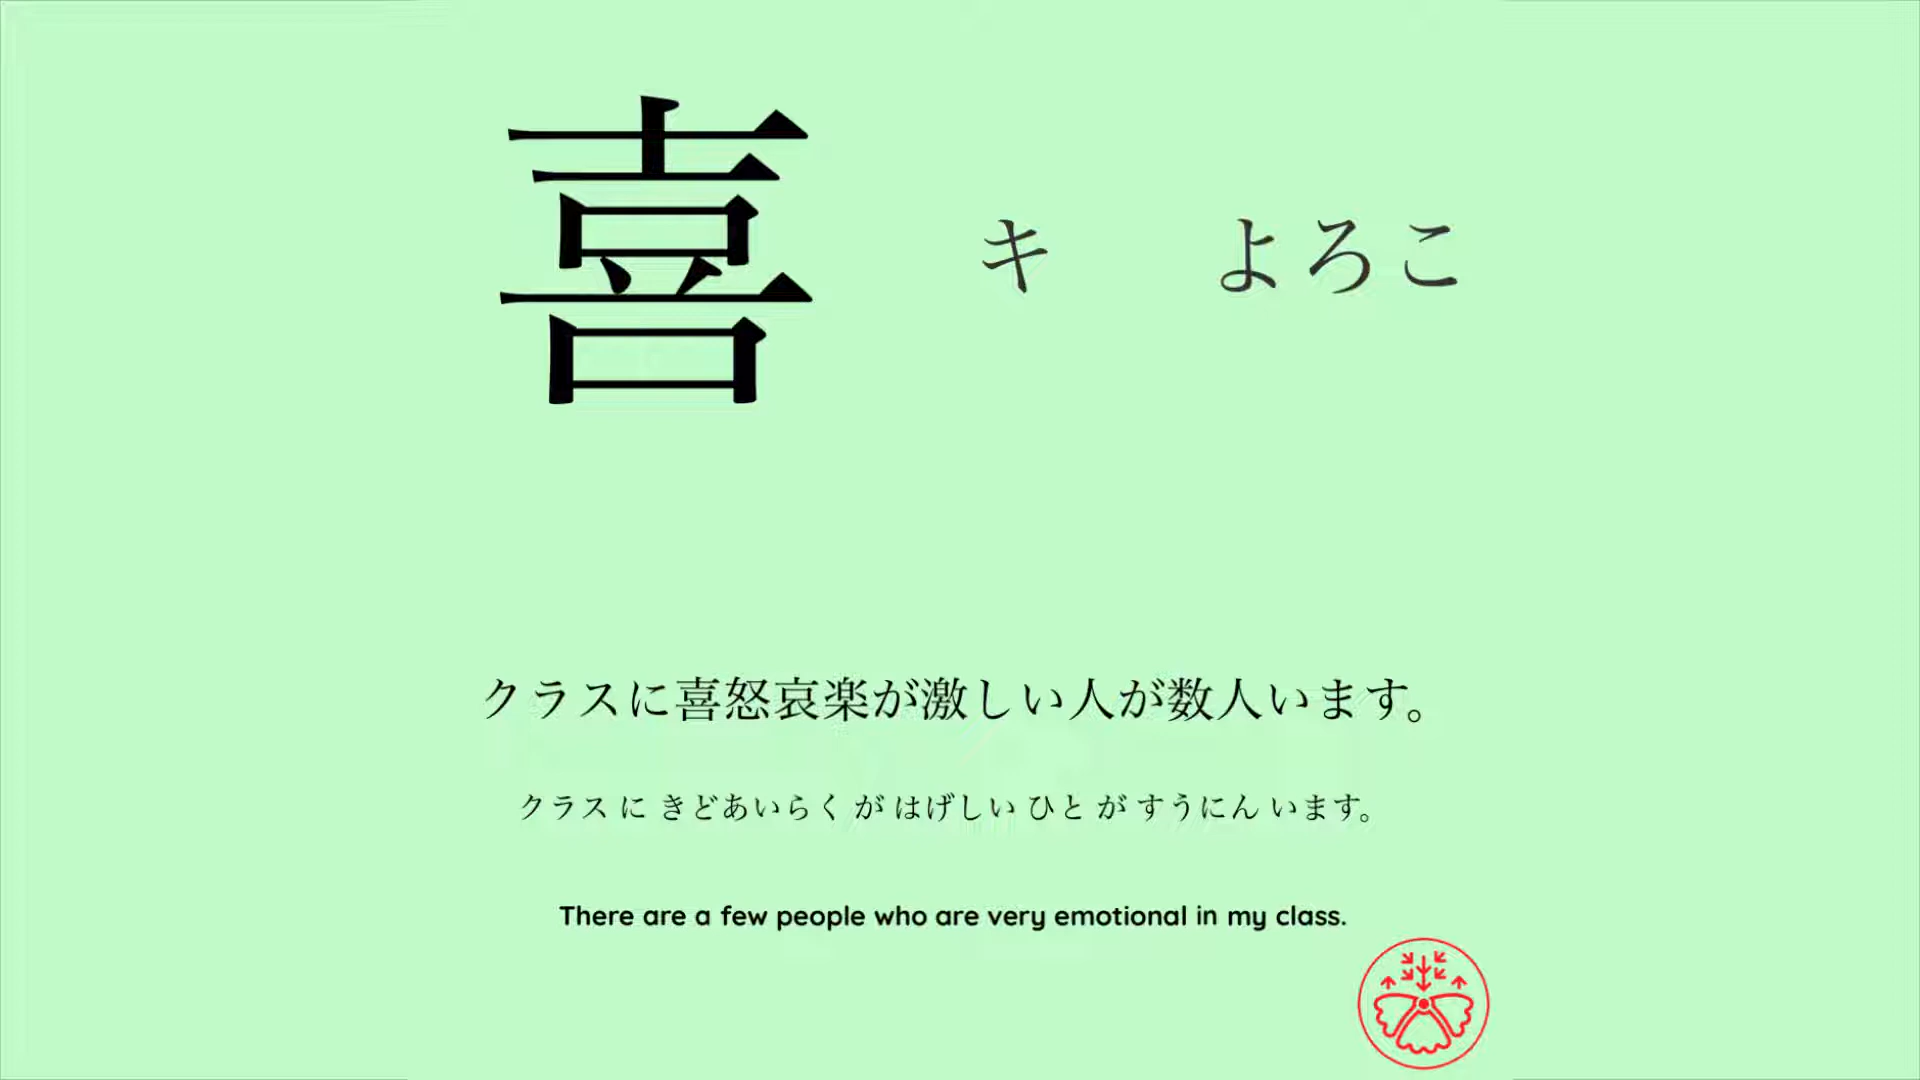 喜 キ よろこ
クラスに喜怒哀楽が激しい人が数人います。
クラス に きどあいらく が はげしい ひと が すうにん います。
There are a few people who are very emotional in my class.